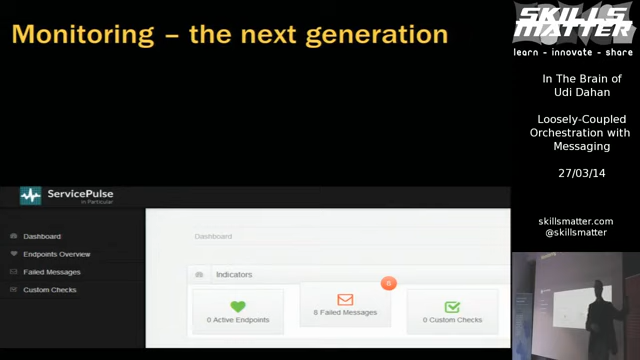 Monitoring – the next generation
SKILLS
MATTER
learn - innovate - share
In The Brain of
Udi Dahan
Loosely-Coupled
Orchestration with
Messaging
27/03/14
skillsmatter.com
@skillsmatter
ServicePulse
in Particular
Dashboard
Endpoints Overview
Failed Messages
Custom Checks
Dashboard
Indicators
0 Active Endpoints
6
6 Failed Messages
0 Custom Checks